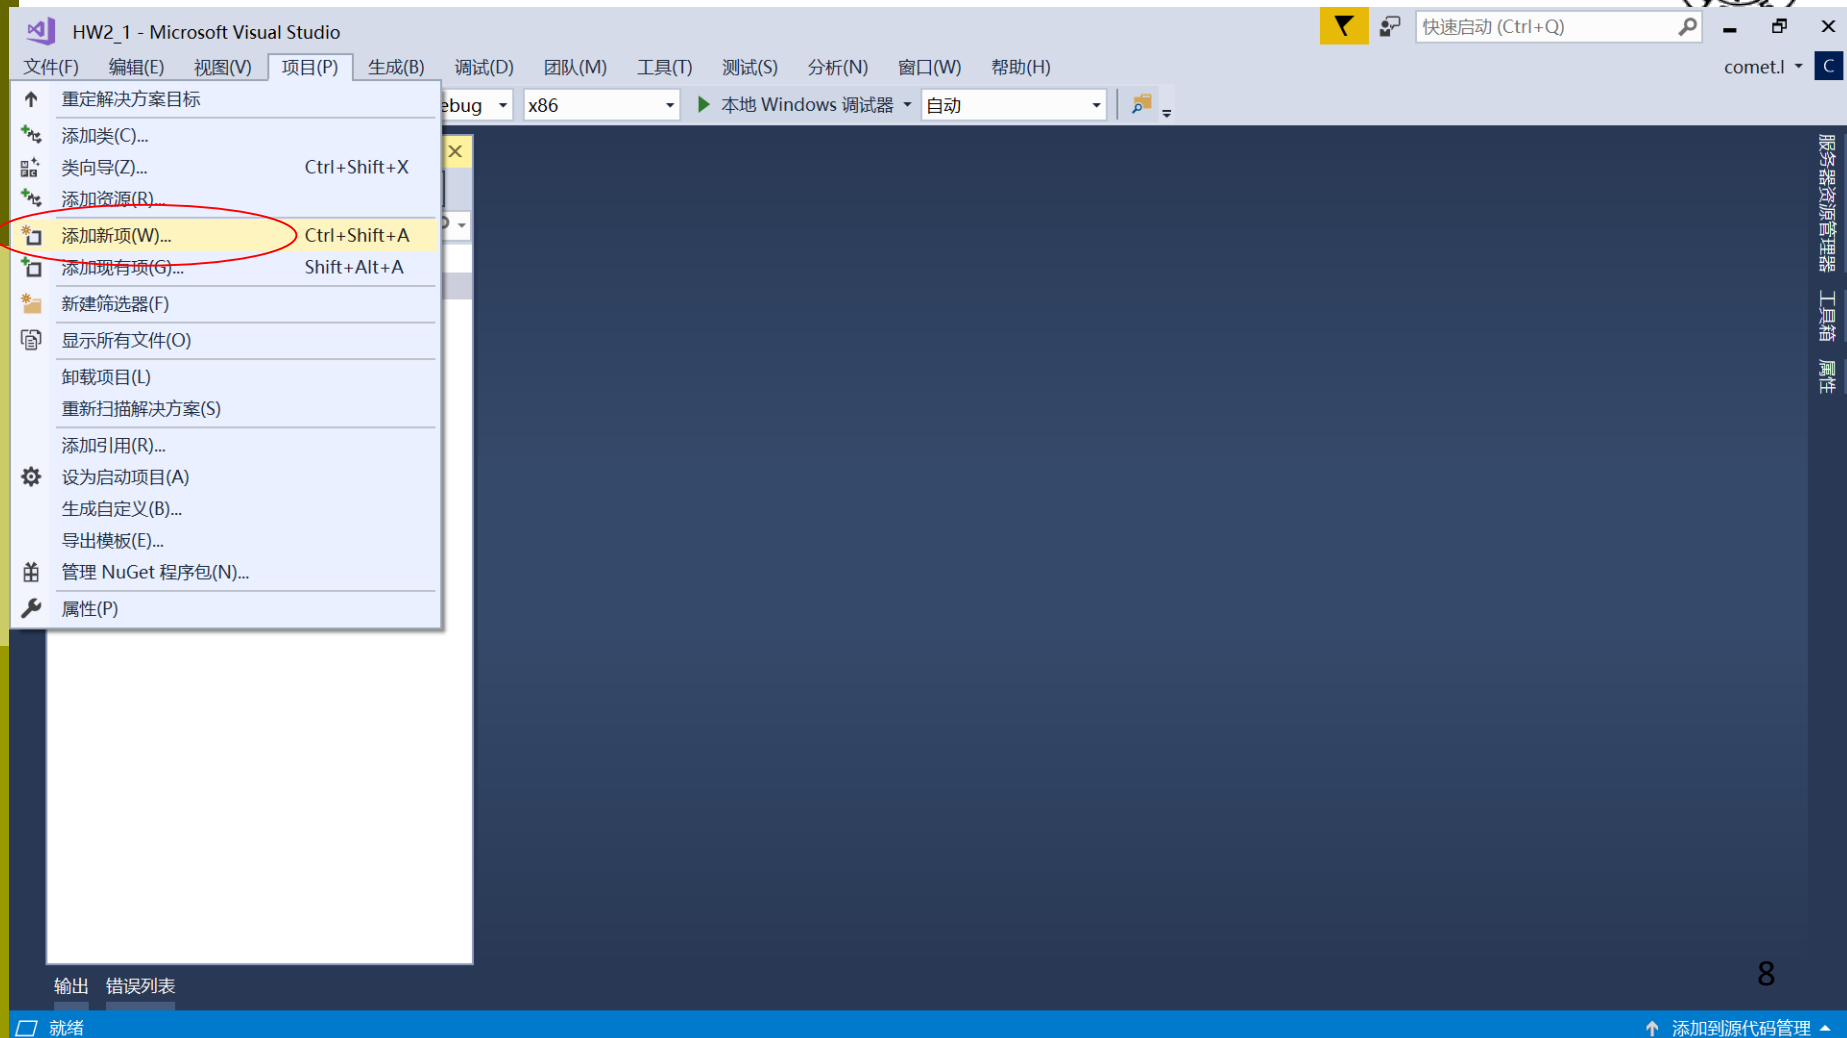 HW2_1 - Microsoft Visual Studio
快速启动 (Ctrl+Q)
文件(F) 编辑(E) 视图(V) 项目(P) 生成(B) 调试(D) 团队(M) 工具(T) 测试(S) 分析(N) 窗口(W) 帮助(H)
comet.l C
重定解决方案目标
ebug x86 本地 Windows 调试器 自动
添加类(C)...
类向导(Z)... Ctrl+Shift+X
添加资源(R)...
添加新项(W)... Ctrl+Shift+A
添加现有项(G)... Shift+Alt+A
新建筛选器(F)
显示所有文件(O)
卸载项目(L)
重新扫描解决方案(S)
添加引用(R)...
设为启动项目(A)
生成自定义(B)...
导出模板(E)...
管理 NuGet 程序包(N)...
属性(P)
服务器资源管理器
工具箱
属性
8
输出 错误列表
就绪
添加到源代码管理